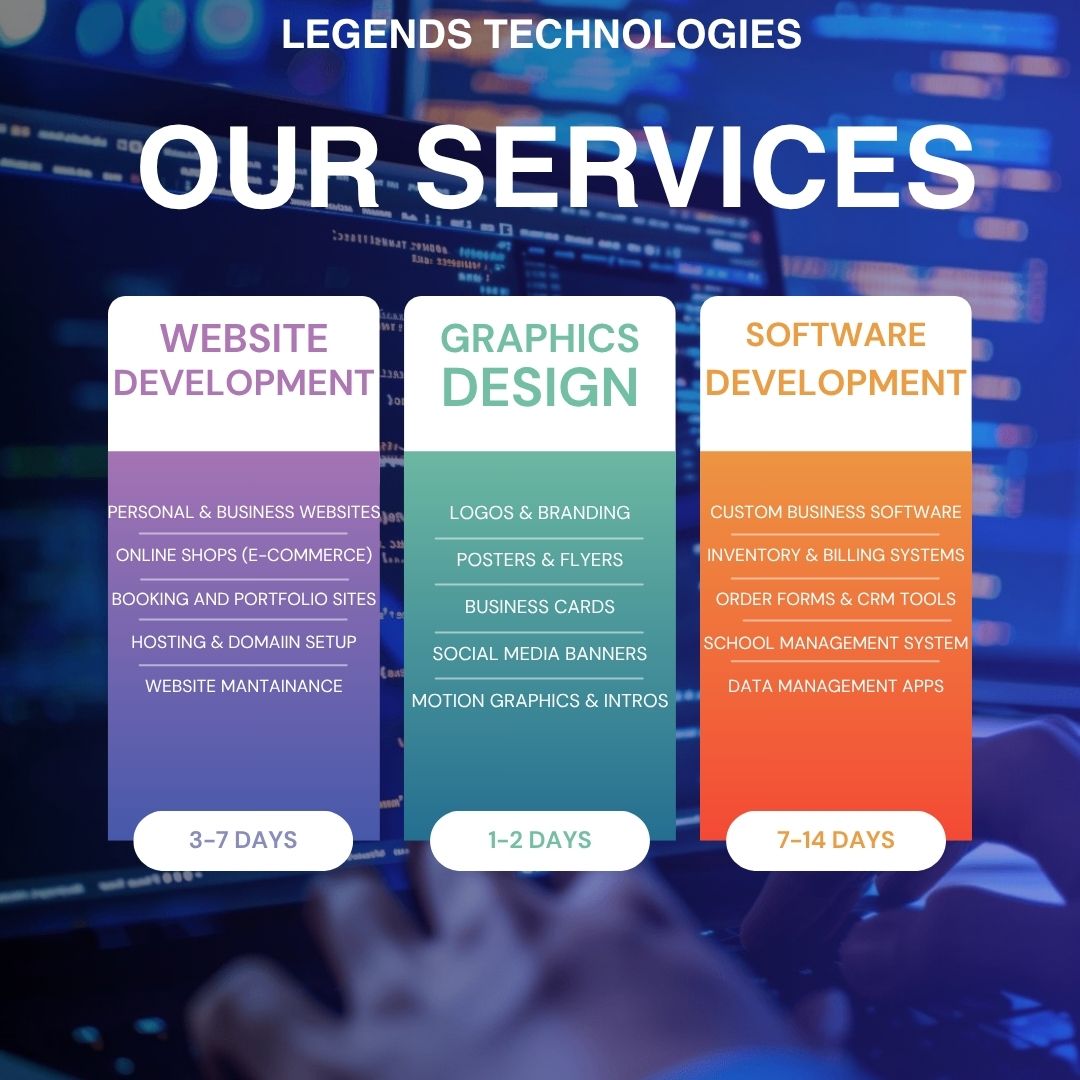 LEGENDS TECHNOLOGIES
OUR SERVICES
WEBSITE
DEVELOPMENT
PERSONAL & BUSINESS WEBSITES
ONLINE SHOPS (E-COMMERCE)
BOOKING AND PORTFOLIO SITES
HOSTING & DOMAIIN SETUP
WEBSITE MANTAINANCE
3-7 DAYS
GRAPHICS
DESIGN
LOGOS & BRANDING
POSTERS & FLYERS
BUSINESS CARDS
SOCIAL MEDIA BANNERS
MOTION GRAPHICS & INTROS
1-2 DAYS
SOFTWARE
DEVELOPMENT
CUSTOM BUSINESS SOFTWARE
INVENTORY & BILLING SYSTEMS
ORDER FORMS & CRM TOOLS
SCHOOL MANAGEMENT SYSTEM
DATA MANAGEMENT APPS
7-14 DAYS